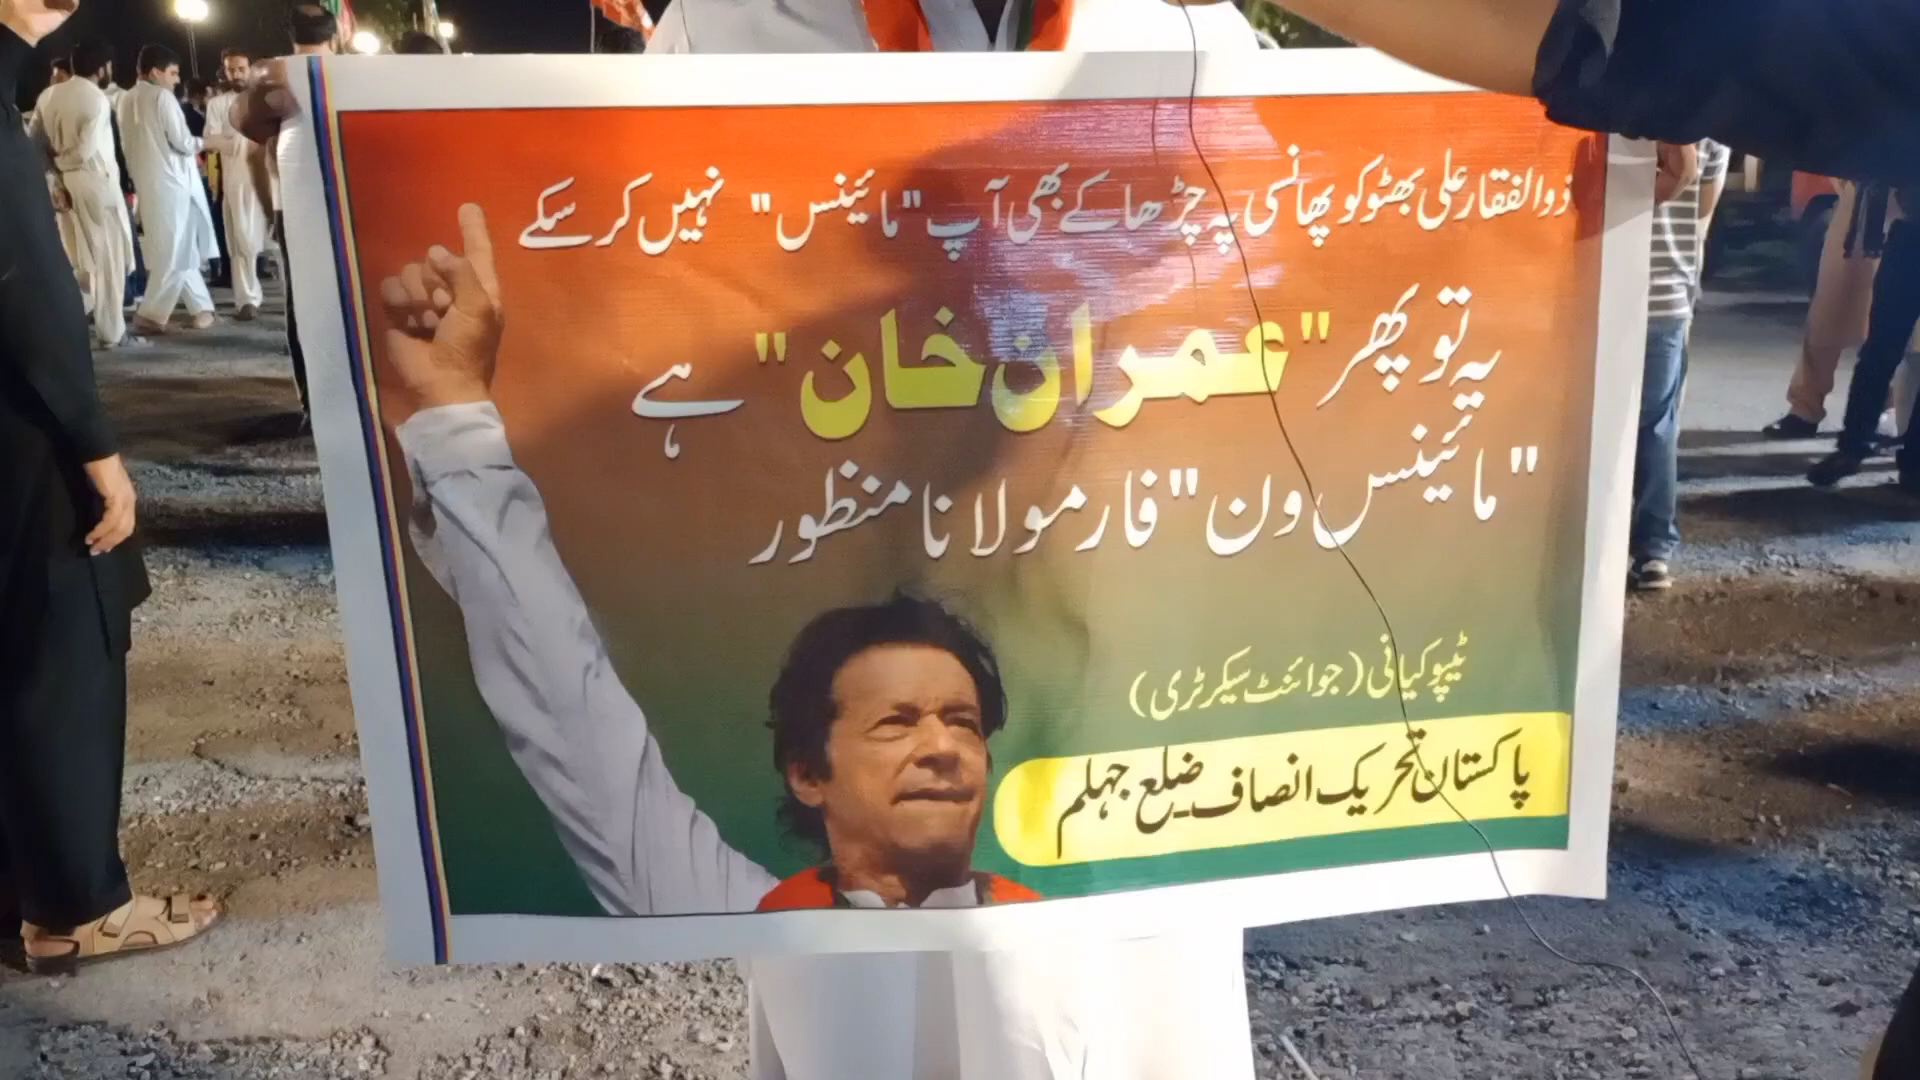 ذوالفقار علی بھٹو کو پھانسی پہ چڑھا کے بھی آپ "مائینس" نہیں کر سکے
یہ تو پھر "عمران خان" ہے
"مائینس ون" فارمولا نامنظور
ٹیپو کیانی (جوائنٹ سیکرٹری)
پاکستان تحریک انصاف۔ضلع جہلم